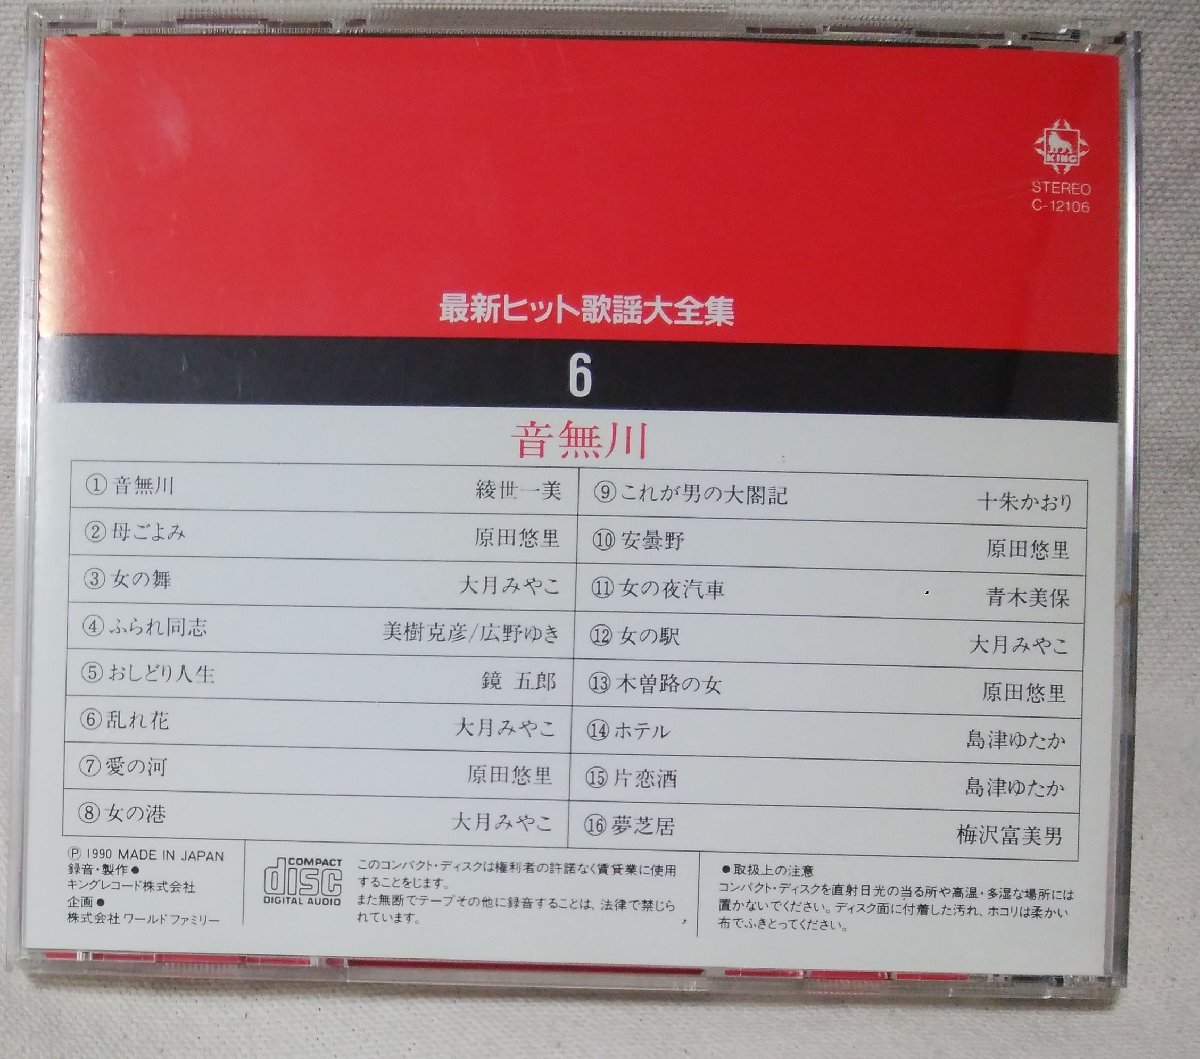 KING
STEREO
C-12106
最新ヒット歌謡大全集
6
音無川
①音無川 綾世一美
②母ごよみ 原田悠里
③女の舞 大月みやこ
④ふられ同志 美樹克彦/広野ゆき
⑤おしどり人生 鏡 五郎
⑥乱れ花 大月みやこ
⑦愛の河 原田悠里
⑧女の港 大月みやこ
⑨これが男の大閤記 十朱かおり
⑩安曇野 原田悠里
⑪女の夜汽車 青木美保
⑫女の駅 大月みやこ
⑬木曽路の女 原田悠里
⑭ホテル 島津ゆたか
⑮片恋酒 島津ゆたか
⑯夢芝居 梅沢富美男
Ⓟ 1990 MADE IN JAPAN
録音・製作●
キングレコード株式会社
企画●
株式会社 ワールドファミリー
COMPACT
disc
DIGITAL AUDIO
このコンパクト・ディスクは権利者の許諾なく賃貸業に使用
することをじます。
また無断でテープその他に録音することは、法律で禁じら
れています。
●取扱上の注意
コンパクト・ディスクを直射日光の当る所や高温・多湿な場所には
置かないでください。ディスク面に付着した汚れ、ホコリは柔かい
布でふきとってください。